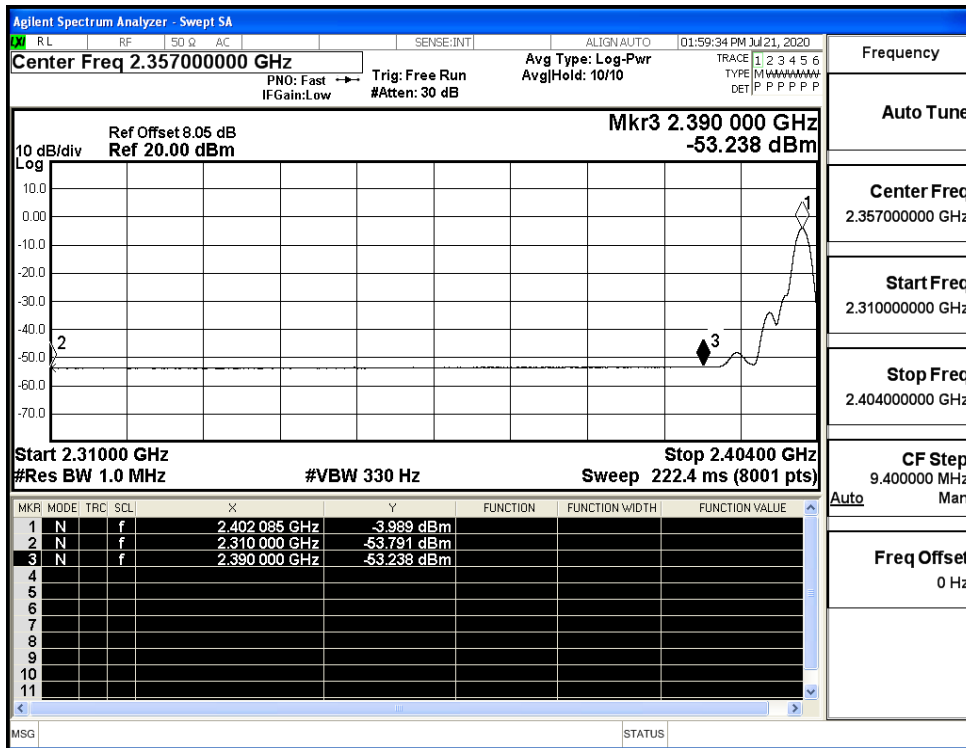 Agilent Spectrum Analyzer - Swept SA
LXI RL RF 50 Ω AC SENSE:INT ALIGNAUTO 01:59:34 PM Jul 21, 2020
Center Freq 2.357000000 GHz
PNO: Fast
IFGain:Low
Trig: Free Run
#Atten: 30 dB
Avg Type: Log-Pwr
Avg|Hold: 10/10
TRACE 1 2 3 4 5 6
TYPE M WWWWW
DET P P P P P P
Ref Offset 8.05 dB
Ref 20.00 dBm
10 dB/div
Log
Mkr3 2.390 000 GHz
-53.238 dBm
10.0
0.00
-10.0
-20.0
-30.0
-40.0
-50.0
-60.0
-70.0
1
2
3
Start 2.31000 GHz
Stop 2.40400 GHz
#Res BW 1.0 MHz
#VBW 330 Hz
Sweep 222.4 ms (8001 pts)
MKR MODE TRC SCL X Y FUNCTION FUNCTION WIDTH FUNCTION VALUE
1 N f 2.402 085 GHz -3.989 dBm
2 N f 2.310 000 GHz -53.791 dBm
3 N f 2.390 000 GHz -53.238 dBm
4
5
6
7
8
9
10
11
MSG
STATUS
Frequency
Auto Tune
Center Freq
2.357000000 GHz
Start Freq
2.310000000 GHz
Stop Freq
2.404000000 GHz
CF Step
9.400000 MHz
Auto Man
Freq Offset
0 Hz